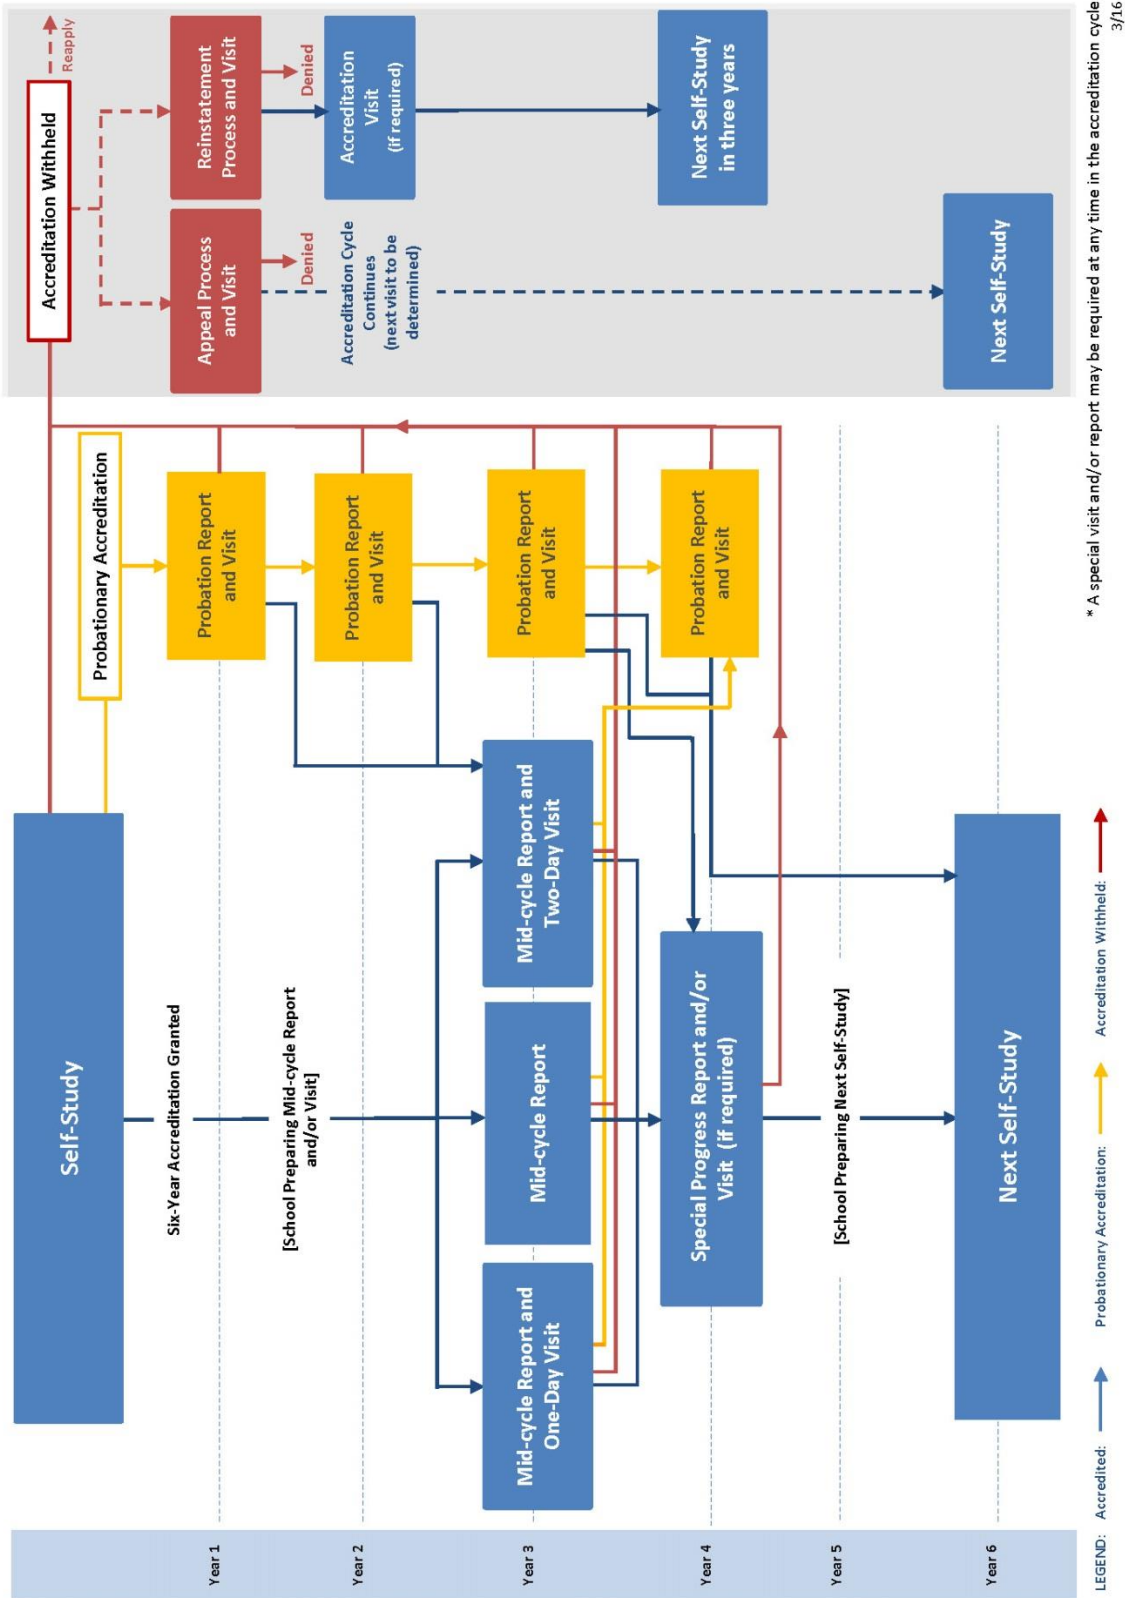 Self-Study
Accreditation Withheld
Reapply
Probationary Accreditation
Year 1
Six-Year Accreditation Granted
Probation Report
and Visit
Appeal Process
and Visit
Reinstatement
Process and Visit
Denied
Denied
Year 2
[School Preparing Mid-cycle Report
and/or Visit]
Probation Report
and Visit
Accreditation Cycle
Continues
(next visit to be
determined)
Accreditation
Visit
(if required)
Year 3
Mid-cycle Report and
One-Day Visit
Mid-cycle Report
Mid-cycle Report and
Two-Day Visit
Probation Report
and Visit
Year 4
Special Progress Report and/or
Visit (if required)
Probation Report
and Visit
Next Self-Study
in three years
Year 5
[School Preparing Next Self-Study]
Year 6
Next Self-Study
Next Self-Study
LEGEND: Accredited: Probationary Accreditation: Accreditation Withheld:
* A special visit and/or report may be required at any time in the accreditation cycle
3/16